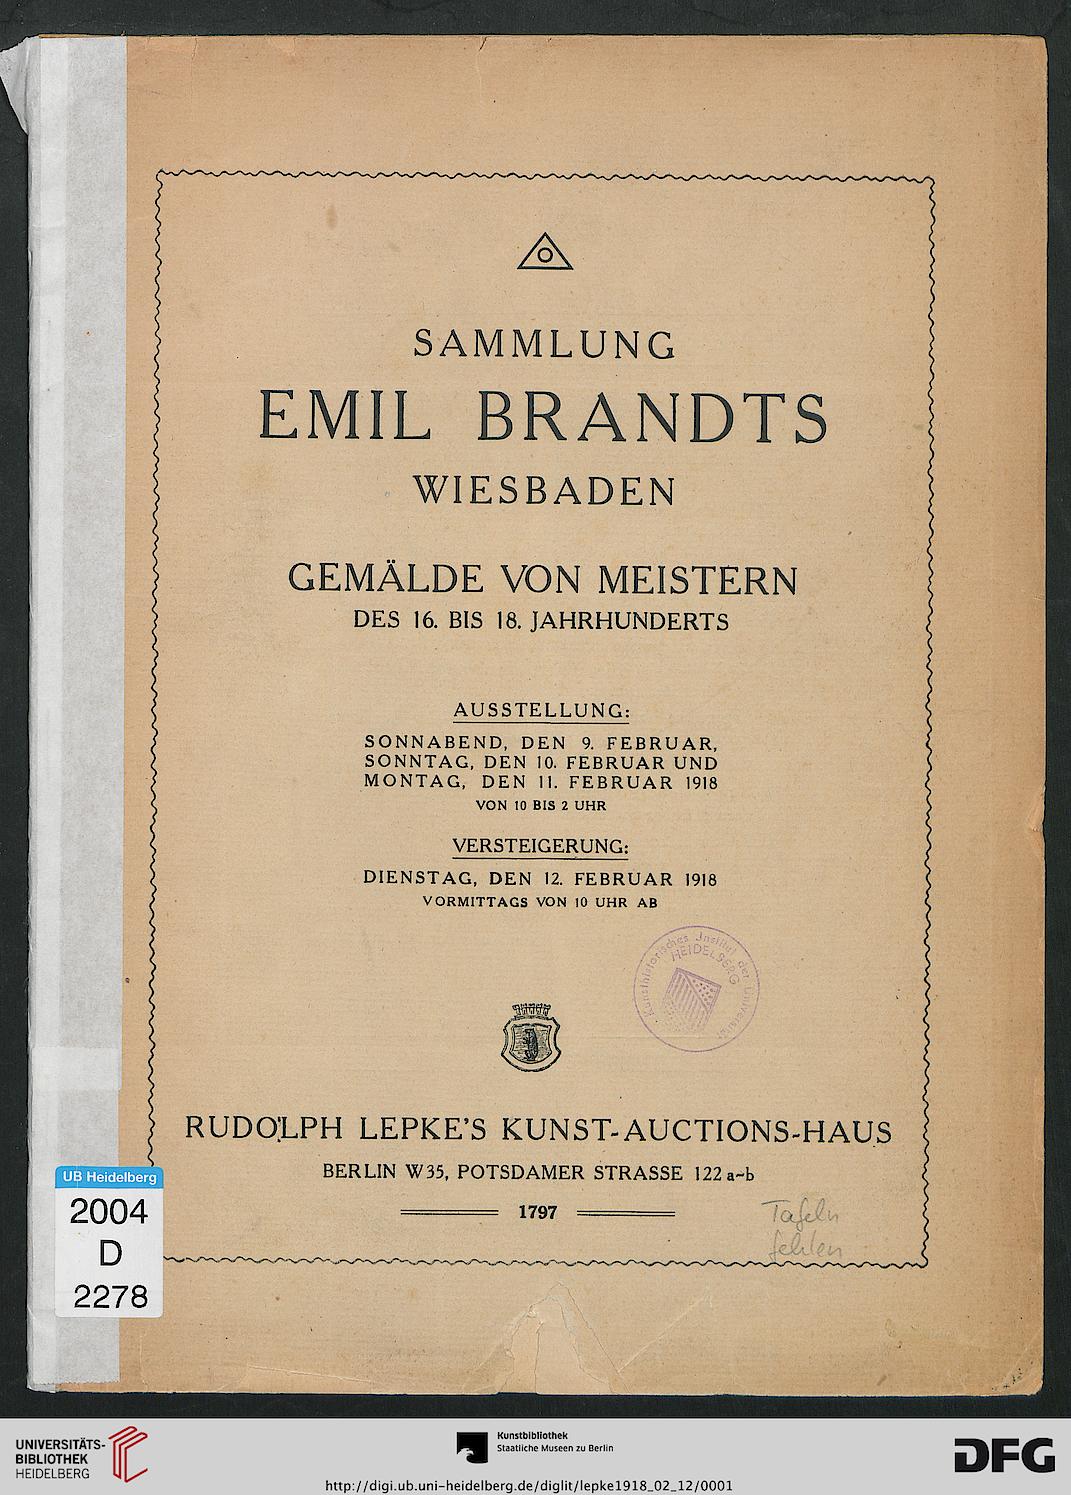 SAMMLUNG
EMIL BRANDTS
WIESBADEN
GEMÄLDE VON MEISTERN
DES 16. BIS 18. JAHRHUNDERTS
AUSSTELLUNG:
SONNABEND, DEN 9. FEBRUAR,
SONNTAG, DEN 10. FEBRUAR UND
MONTAG, DEN 11. FEBRUAR 1918
VON 10 BIS 2 UHR
VERSTEIGERUNG:
DIENSTAG, DEN 12. FEBRUAR 1918
VORMITTAGS VON 10 UHR AB
Kunsthistorisches Institut der Universität
HEIDELBERG
RUDOLPH LEPKE'S KUNST-AUCTIONS-HAUS
BERLIN W35, POTSDAMER STRASSE 122 a-b
1797
Tafeln
fehlen
UB Heidelberg
2004
D
2278
UNIVERSITÄTS-
BIBLIOTHEK
HEIDELBERG
Kunstbibliothek
Staatliche Museen zu Berlin
http://digi.ub.uni-heidelberg.de/diglit/lepke1918_02_12/0001
DFG